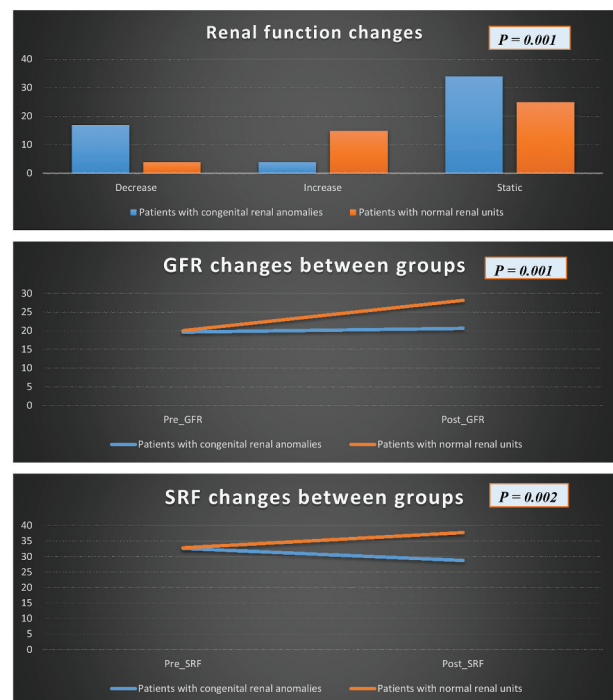 Renal function changes
P = 0.001
40
30
20
10
0
Decrease Increase Static
Patients with congenital renal anomalies Patients with normal renal units
GFR changes between groups
P = 0.001
30
25
20
15
10
5
0
Pre_GFR Post_GFR
Patients with congenital renal anomalies Patients with normal renal units
SRF changes between groups
P = 0.002
40
35
30
25
20
15
10
5
0
Pre_SRF Post_SRF
Patients with congenital renal anomalies Patients with normal renal units